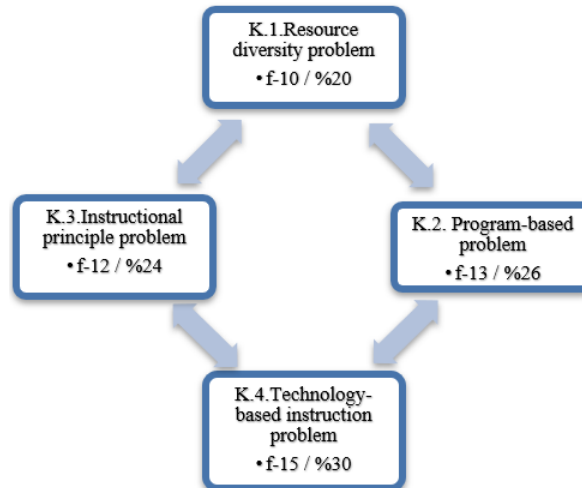 K.1.Resource
diversity problem
•f-10 / %20
K.3.Instructional
principle problem
•f-12 / %24
K.2. Program-based
problem
•f-13 / %26
K.4.Technology-
based instruction
problem
•f-15 / %30